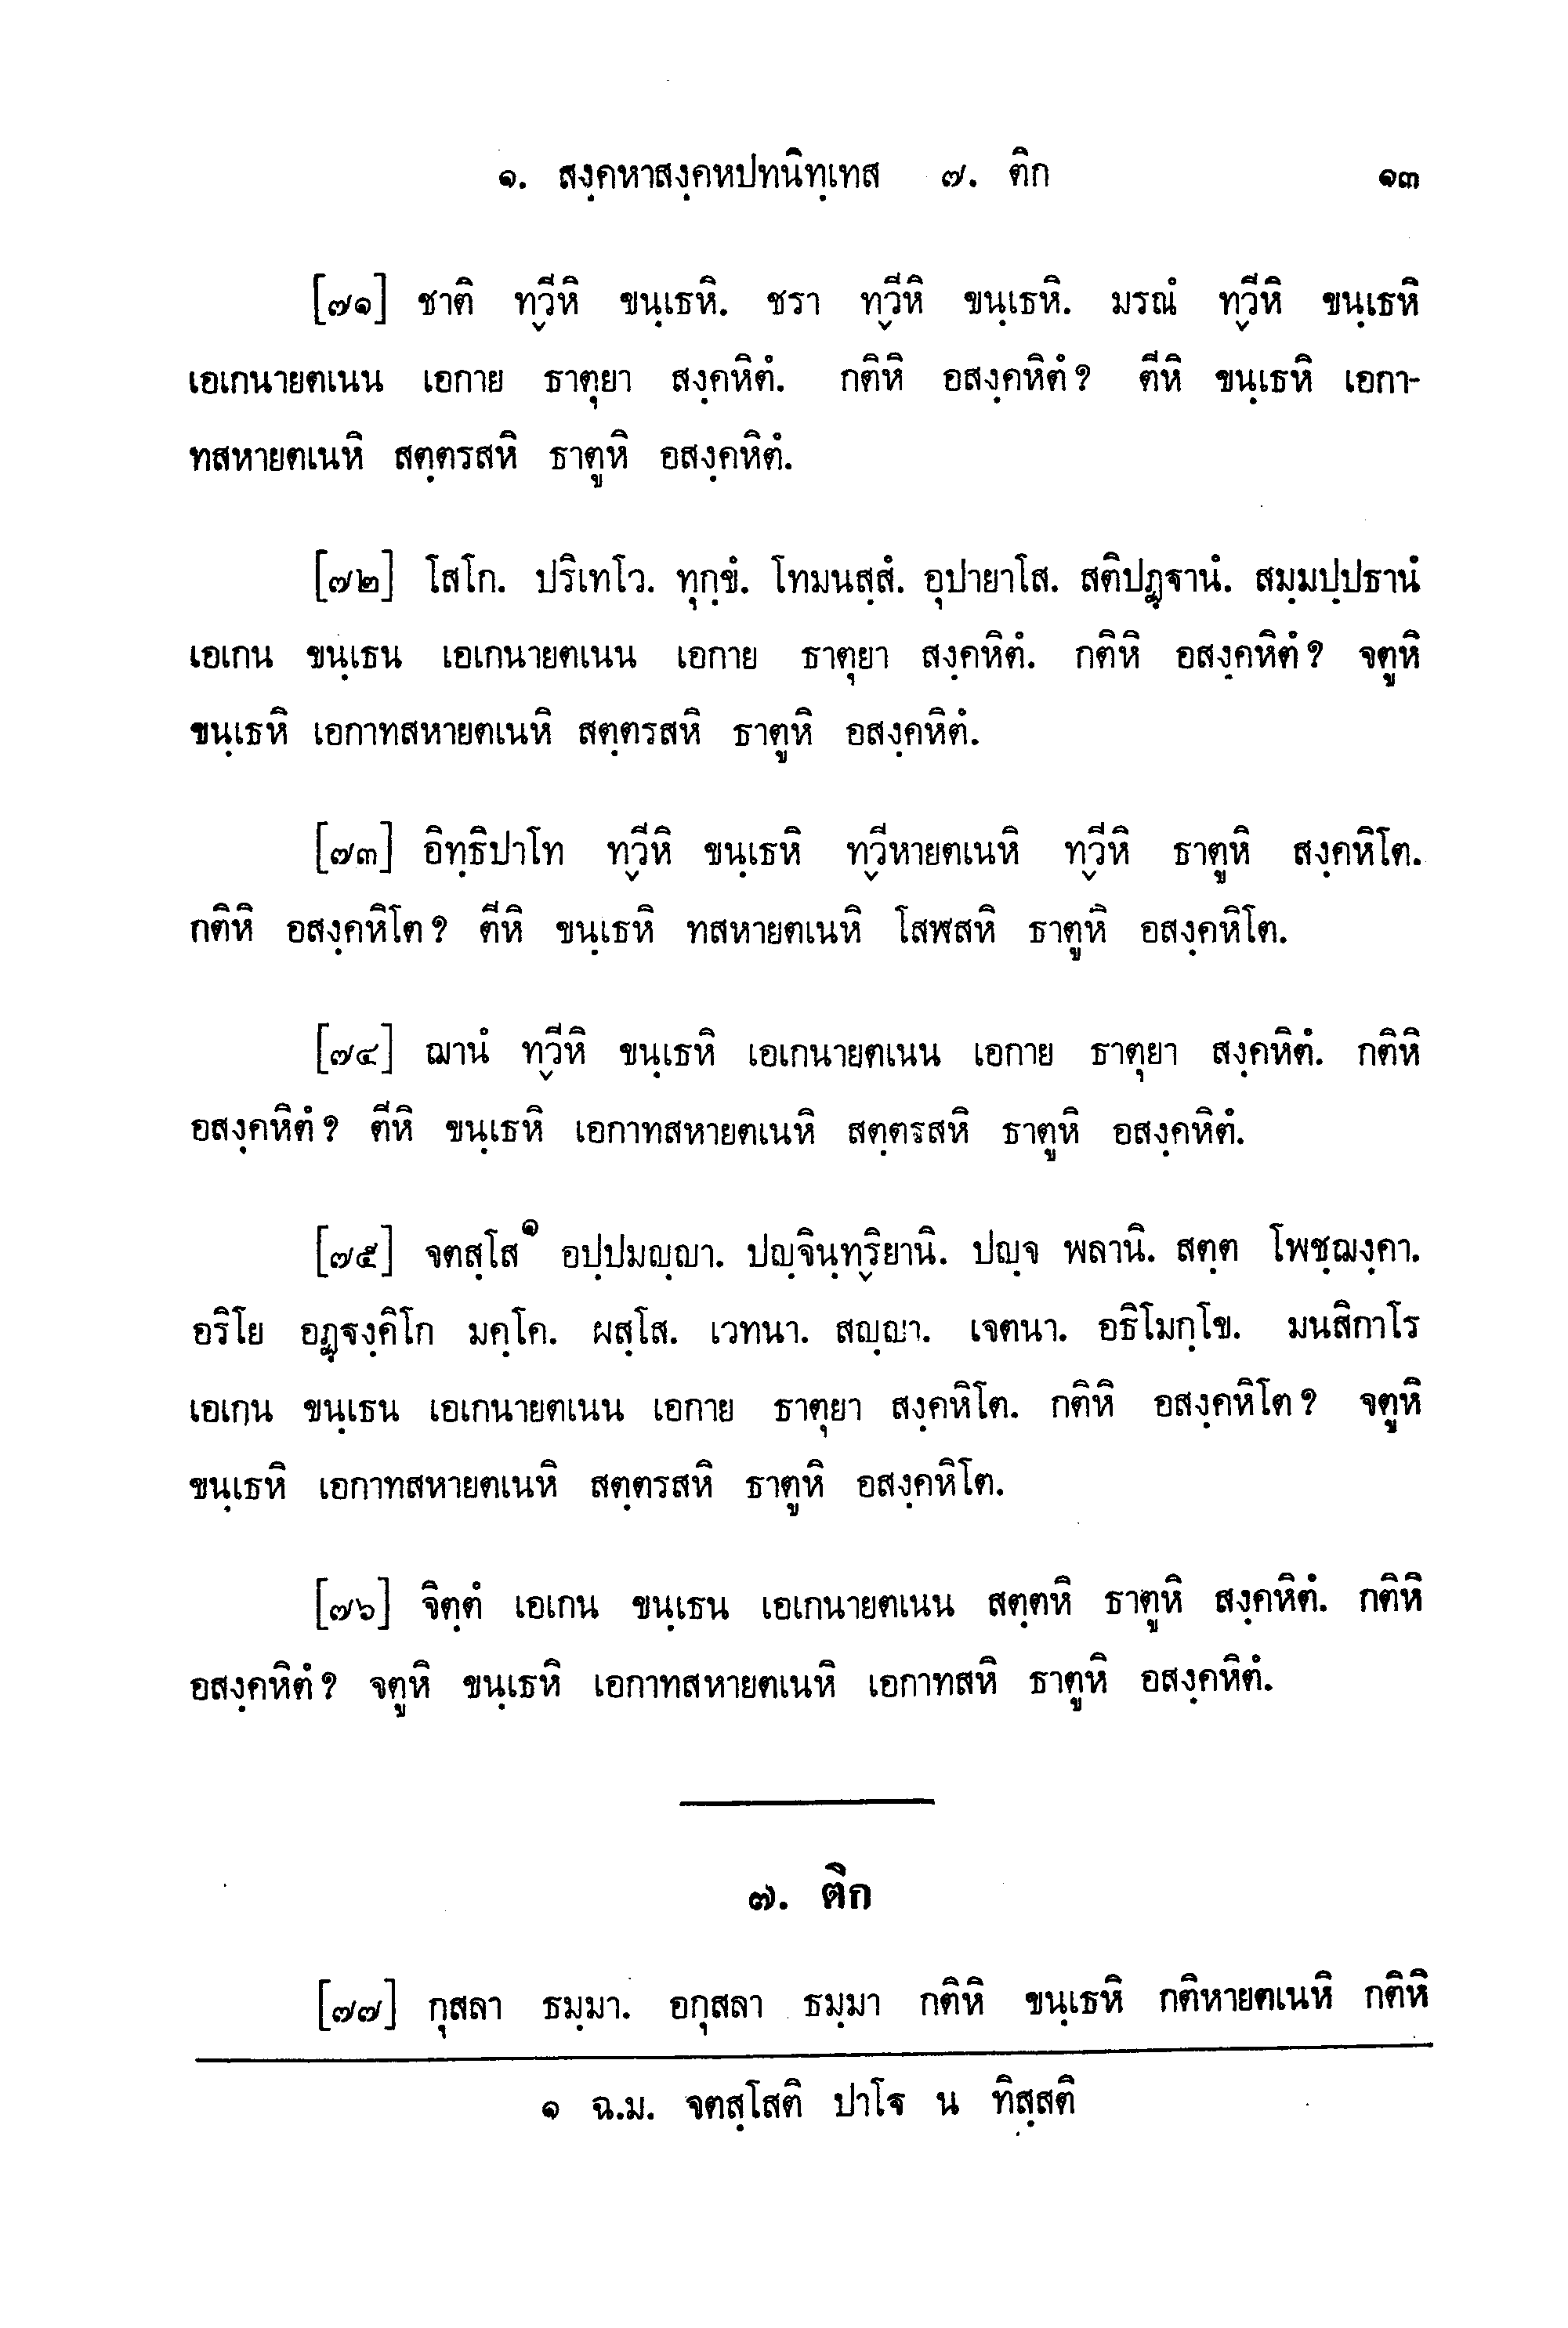 ๑. สงฺคหาสงฺคหปทนิทฺเทส ๗. ติก ๑๓
[๗๑] ชาติ ทฺวีหิ ขนฺเธหิ. ชรา ทฺวีหิ ขนฺเธหิ. มรณํ ทฺวีหิ ขนฺเธหิ
เอเกนายตเนน เอกาย ธาตุยา สงฺคหิตํ. กติหิ อสงฺคหิตํ? ตีหิ ขนฺเธหิ เอกา-
ทสหายตเนหิ สตฺตรสหิ ธาตูหิ อสงฺคหิตํ.
[๗๒] โสโก. ปริเทโว. ทุกฺขํ. โทมนสฺสํ. อุปายาโส. สติปฏฺฐานํ. สมฺมปฺปธานํ
เอเกน ขนฺเธน เอเกนายตเนน เอกาย ธาตุยา สงฺคหิตํ. กติหิ อสงฺคหิตํ? จตูหิ
ขนฺเธหิ เอกาทสหายตเนหิ สตฺตรสหิ ธาตูหิ อสงฺคหิตํ.
[๗๓] อิทฺธิปาโท ทฺวีหิ ขนฺเธหิ ทฺวีหายตเนหิ ทฺวีหิ ธาตูหิ สงฺคหิโต.
กติหิ อสงฺคหิโต? ตีหิ ขนฺเธหิ ทสหายตเนหิ โสฬสหิ ธาตูหิ อสงฺคหิโต.
[๗๔] ฌานํ ทฺวีหิ ขนฺเธหิ เอเกนายตเนน เอกาย ธาตุยา สงฺคหิตํ. กติหิ
อสงฺคหิตํ? ตีหิ ขนฺเธหิ เอกาทสหายตเนหิ สตฺตรสหิ ธาตูหิ อสงฺคหิตํ.
[๗๕] จตสฺโส๑ อปฺปมญฺญา. ปญฺจินฺทฺริยานิ. ปญฺจ พลานิ. สตฺต โพชฺฌงฺคา.
อริโย อฏฺฐงฺคิโก มคฺโค. ผสฺโส. เวทนา. สญฺญา. เจตนา. อธิโมกฺโข. มนสิกาโร
เอเกน ขนฺเธน เอเกนายตเนน เอกาย ธาตุยา สงฺคหิโต. กติหิ อสงฺคหิโต? จตูหิ
ขนฺเธหิ เอกาทสหายตเนหิ สตฺตรสหิ ธาตูหิ อสงฺคหิโต.
[๗๖] จิตฺตํ เอเกน ขนฺเธน เอเกนายตเนน สตฺตหิ ธาตูหิ สงฺคหิตํ. กติหิ
อสงฺคหิตํ? จตูหิ ขนฺเธหิ เอกาทสหายตเนหิ เอกาทสหิ ธาตูหิ อสงฺคหิตํ.
๗. ติก
[๗๗] กุสลา ธมฺมา. อกุสลา ธมฺมา กติหิ ขนฺเธหิ กติหายตเนหิ กติหิ
๑ ฉ.ม. จตสฺโสติ ปาโฐ น ทิสฺสติ